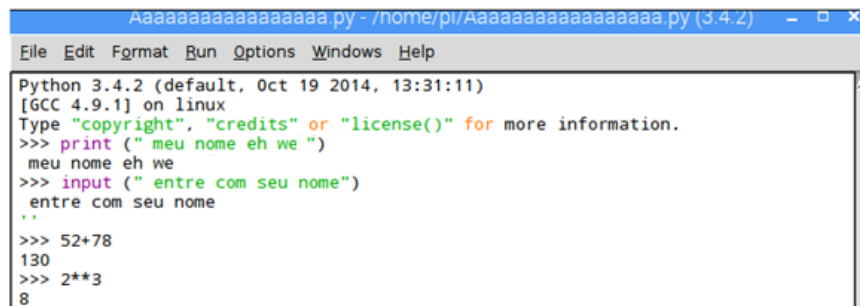 Aaaaaaaaaaaaaaaaa.py - /home/pi/Aaaaaaaaaaaaaaaaa.py (3.4.2)
File Edit Format Run Options Windows Help
Python 3.4.2 (default, Oct 19 2014, 13:31:11)
[GCC 4.9.1] on linux
Type "copyright", "credits" or "license()" for more information.
>>> print (" meu nome eh we ")
 meu nome eh we
>>> input (" entre com seu nome")
 entre com seu nome
''
>>> 52+78
130
>>> 2**3
8